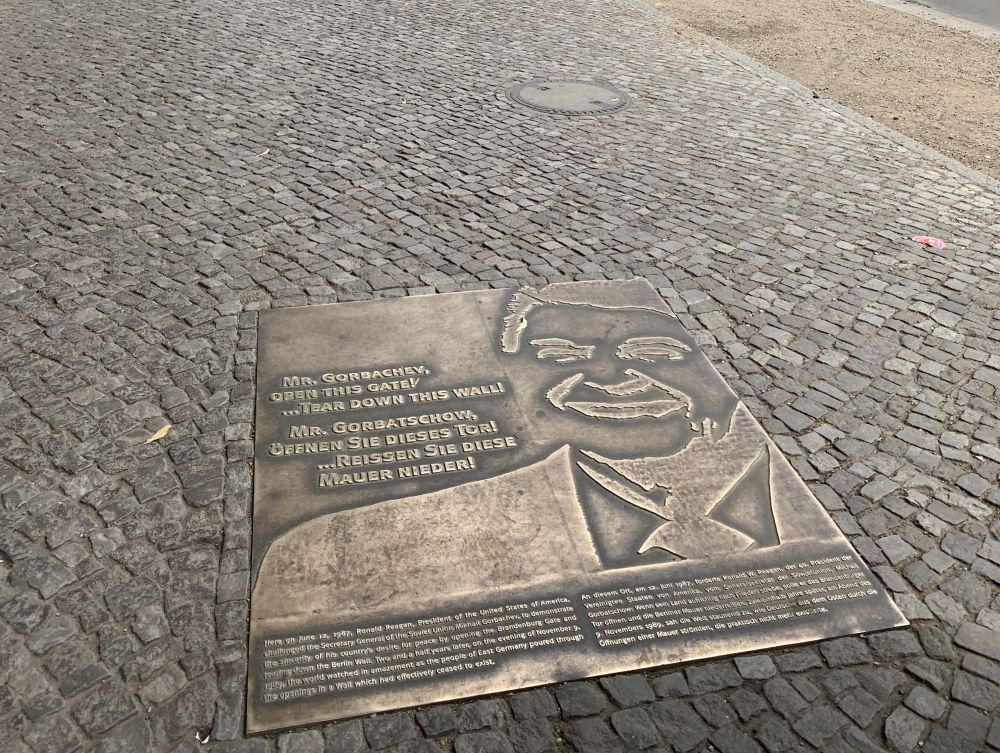 MR. GORBACHEV,
OPEN THIS GATE!
...TEAR DOWN THIS WALL!
MR. GORBATSCHOW,
ÖFFNEN SIE DIESES TOR!
...REISSEN SIE DIESE
MAUER NIEDER!
Here on June 12, 1987, Ronald Reagan, President of the United States of America,
challenged the Secretary General of the Soviet Union Mikhail Gorbachev, to demonstrate
the sincerity of his country's desire for peace by opening the Brandenburg Gate and
tearing down the Berlin Wall. Two and a half years later, on the evening of November 9,
1989, the world watched in amazement as the people of East Germany poured through
the openings in a Wall which had effectively ceased to exist.
An diesem Ort, am 12. Juni 1987, forderte Ronald W. Reagan, der 40. Präsident der
Vereinigten Staaten von Amerika, vom Generalsekretär der Sowjetunion, Michail
Gorbatschow: Wenn sein Land aufrichtig nach Frieden strebe, solle er das Brandenburger
Tor öffnen und die Berliner Mauer niederreißen. Zweieinhalb Jahre später, am Abend des
9. Novembers 1989, sah die Welt staunend zu, wie Deutsche aus dem Osten durch die
Öffnungen einer Mauer strömten, die praktisch nicht mehr existierte.